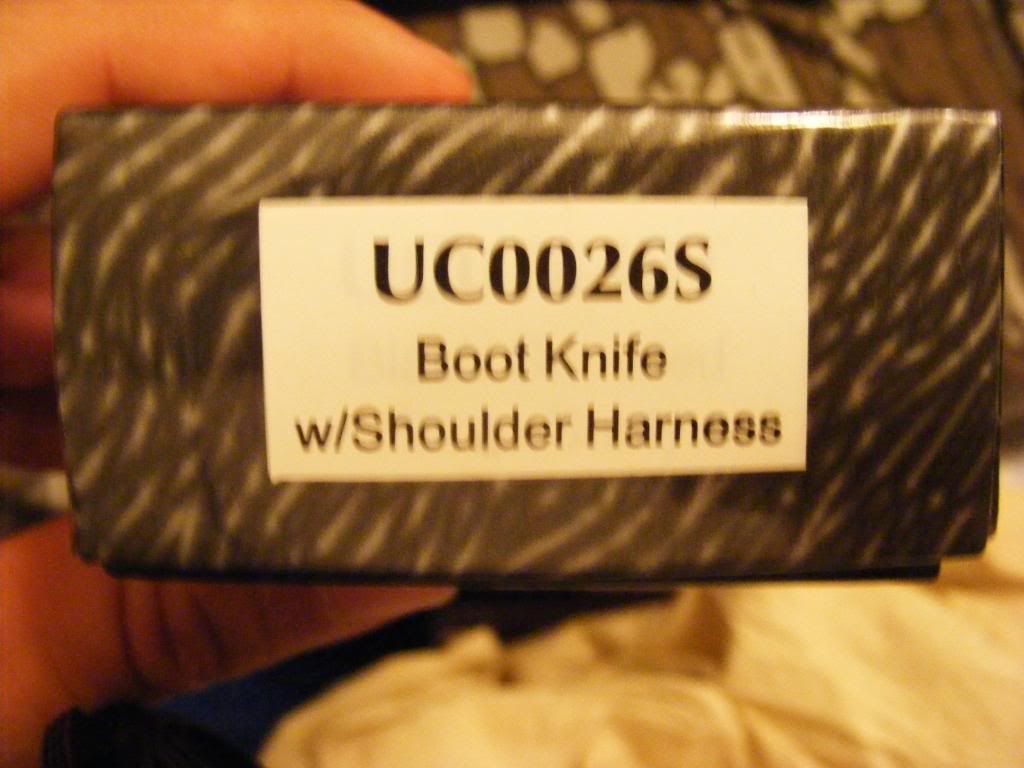 UC0026S
Boot Knife
w/Shoulder Harness